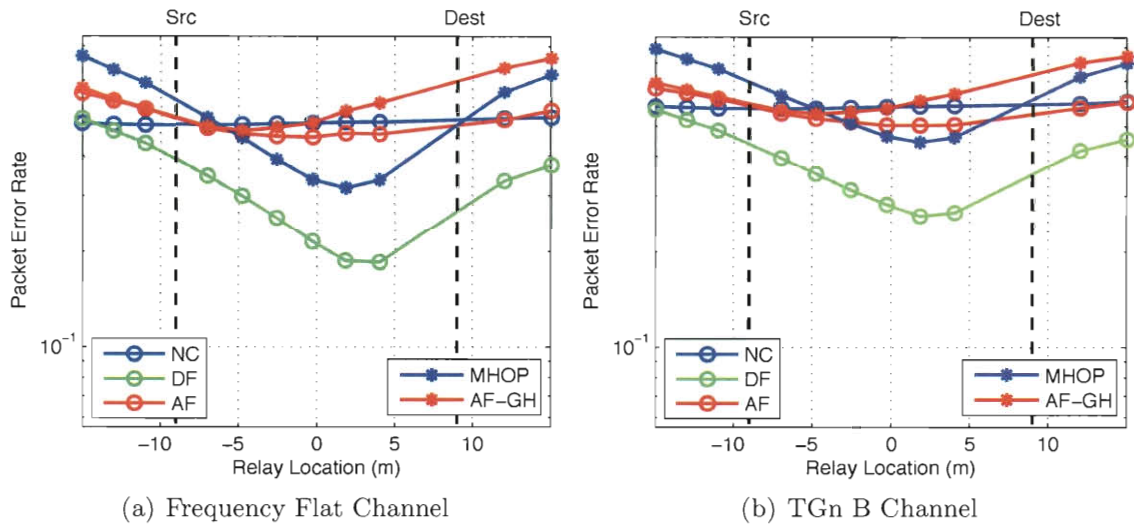 Src
Dest
Packet Error Rate
10⁻¹
NC
DF
AF
MHOP
AF-GH
-10
-5
0
5
10
Relay Location (m)
(a) Frequency Flat Channel
Src
Dest
Packet Error Rate
10⁻¹
NC
DF
AF
MHOP
AF-GH
-10
-5
0
5
10
Relay Location (m)
(b) TGn B Channel